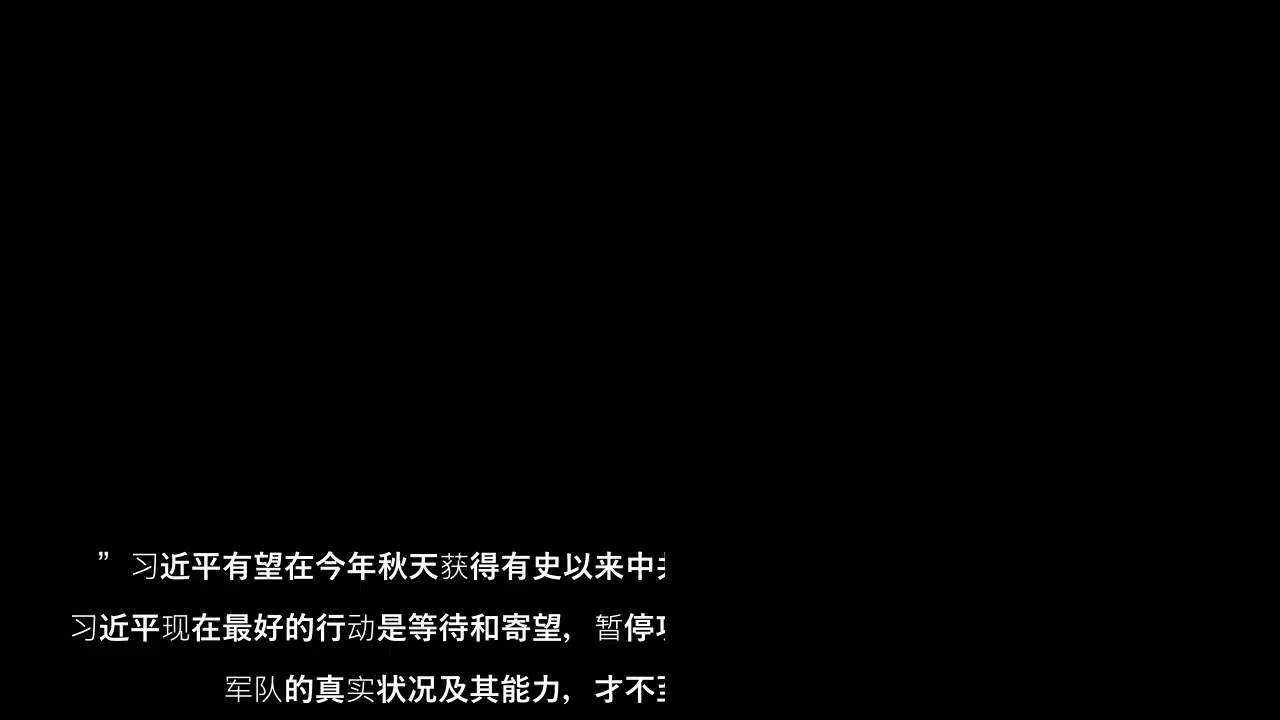 ” 习近平有望在今年秋天获得有史以来中
习近平现在最好的行动是等待和寄望，暂停
军队的真实状况及其能力，才不